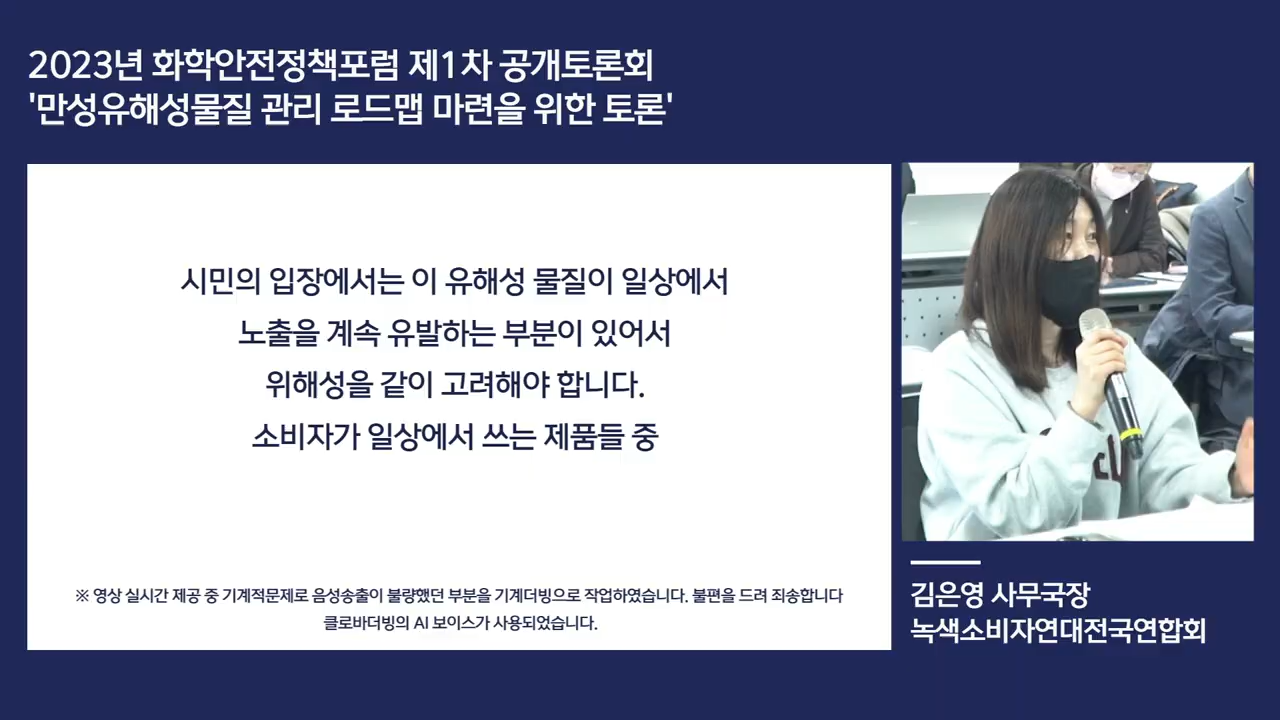 2023년 화학안전정책포럼 제1차 공개토론회
'만성유해성물질 관리 로드맵 마련을 위한 토론'
시민의 입장에서는 이 유해성 물질이 일상에서
노출을 계속 유발하는 부분이 있어서
위해성을 같이 고려해야 합니다.
소비자가 일상에서 쓰는 제품들 중
※ 영상 실시간 제공 중 기계적문제로 음성송출이 불량했던 부분을 기계더빙으로 작업하였습니다. 불편을 드려 죄송합니다
클로바더빙의 AI 보이스가 사용되었습니다.
김은영 사무국장
녹색소비자연대전국연합회